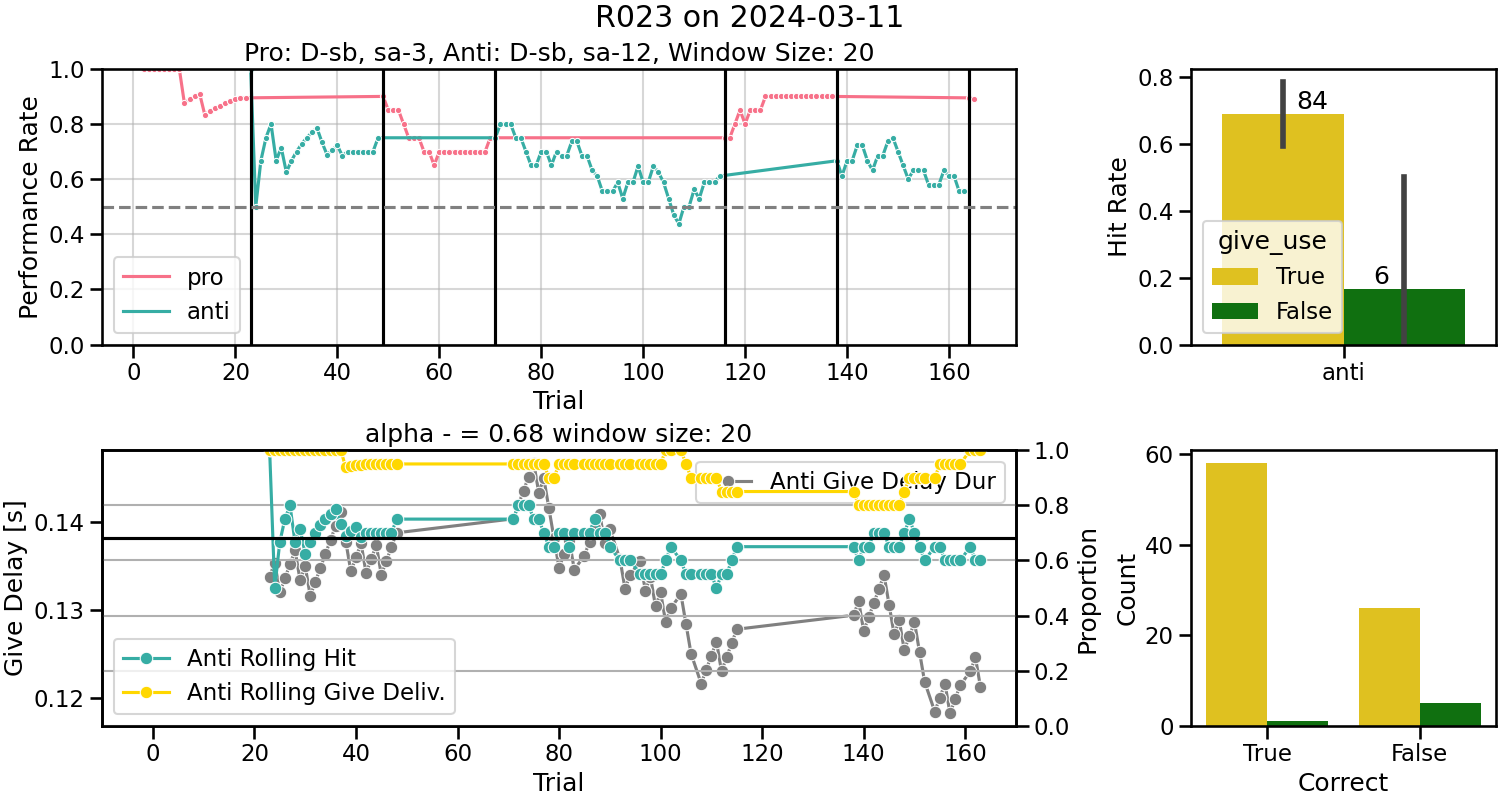 R023 on 2024-03-11
Pro: D-sb, sa-3, Anti: D-sb, sa-12, Window Size: 20
Performance Rate
1.0
0.8
0.6
0.4
0.2
0.0
pro
anti
0 20 40 60 80 100 120 140 160
Trial
Hit Rate
0.8
0.6
0.4
0.2
0.0
84
6
give_use
True
False
anti
alpha - = 0.68 window size: 20
Give Delay [s]
0.14
0.13
0.12
Anti Give Delay Dur
Anti Rolling Hit
Anti Rolling Give Deliv.
1.0
0.8
0.6
0.4
0.2
0.0
Proportion
0 20 40 60 80 100 120 140 160
Trial
Count
60
40
20
0
True False
Correct